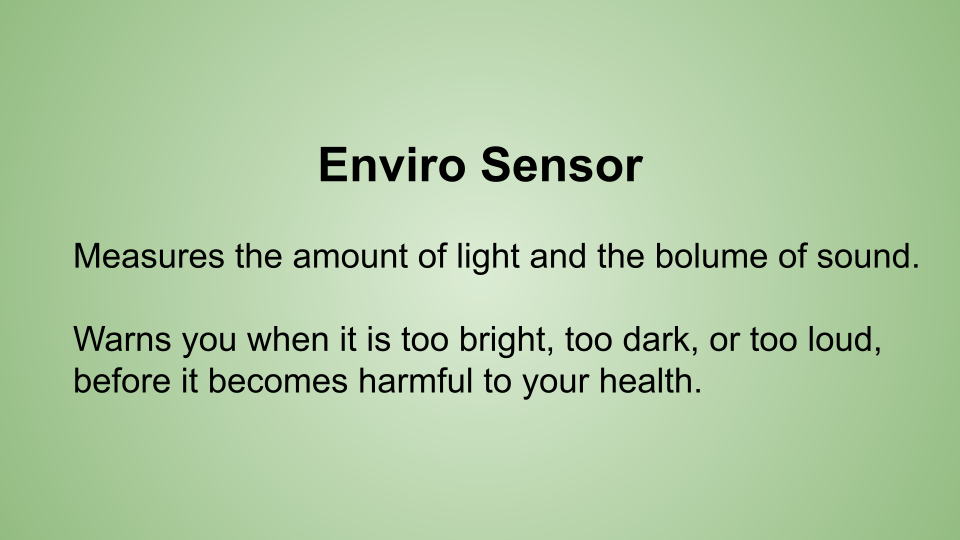 Enviro Sensor
Measures the amount of light and the bolume of sound.
Warns you when it is too bright, too dark, or too loud,
before it becomes harmful to your health.